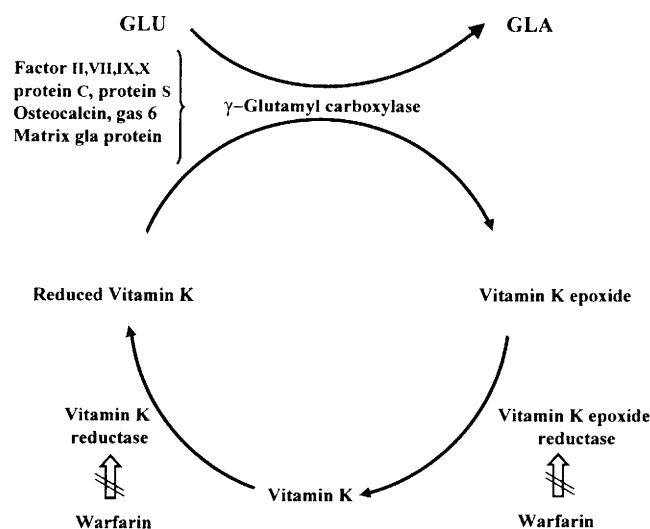 GLU
GLA
Factor II,VII,IX,X
protein C, protein S
Osteocalcin, gas 6
Matrix gla protein
γ−Glutamyl carboxylase
Reduced Vitamin K
Vitamin K epoxide
Vitamin K
reductase
Vitamin K epoxide
reductase
Vitamin K
Warfarin
Warfarin